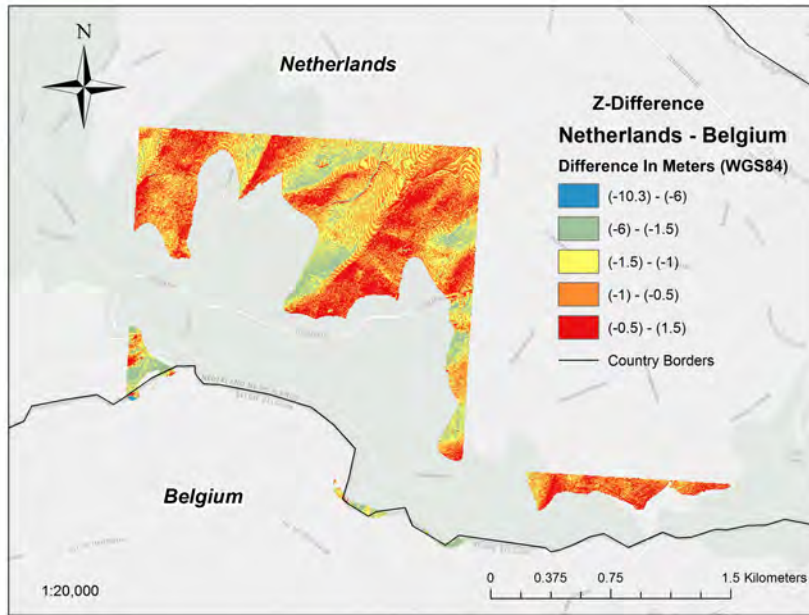 N
Netherlands
Z-Difference
Netherlands - Belgium
Difference In Meters (WGS84)
(-10.3) - (-6)
(-6) - (-1.5)
(-1.5) - (-1)
(-1) - (-0.5)
(-0.5) - (1.5)
Country Borders
Belgium
1:20,000
0 0.375 0.75 1.5 Kilometers